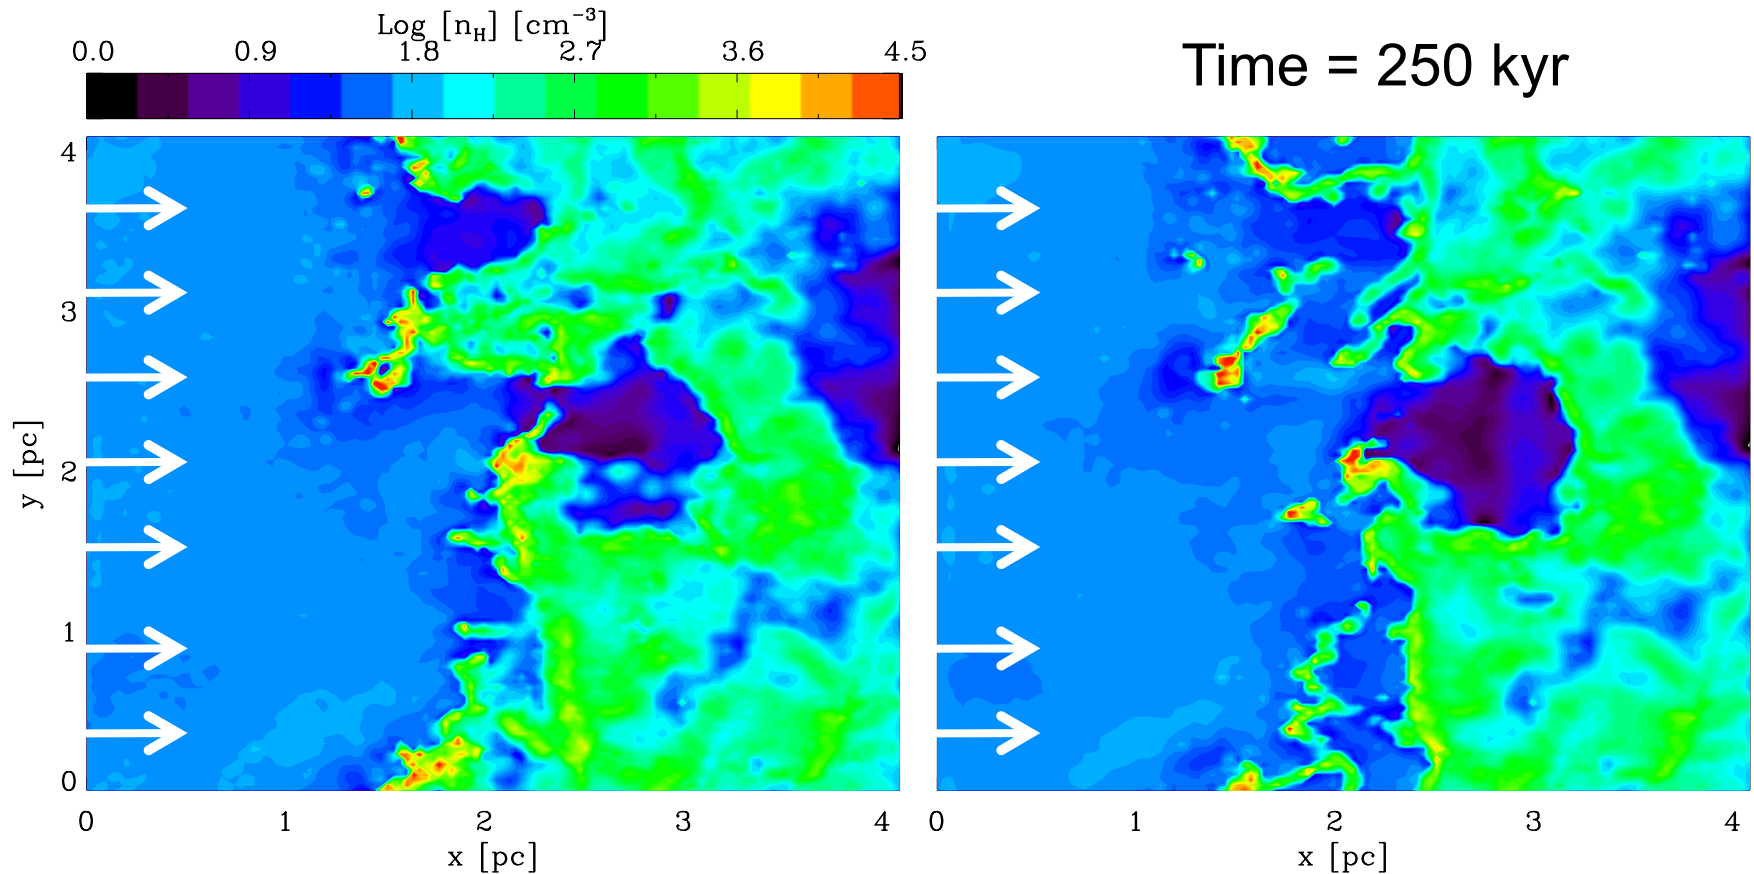 Log [n_H] [cm^-3]
0.0 0.9 1.8 2.7 3.6 4.5
Time = 250 kyr
4
3
2
1
0
y [pc]
0 1 2 3 4
x [pc]
0 1 2 3 4
x [pc]